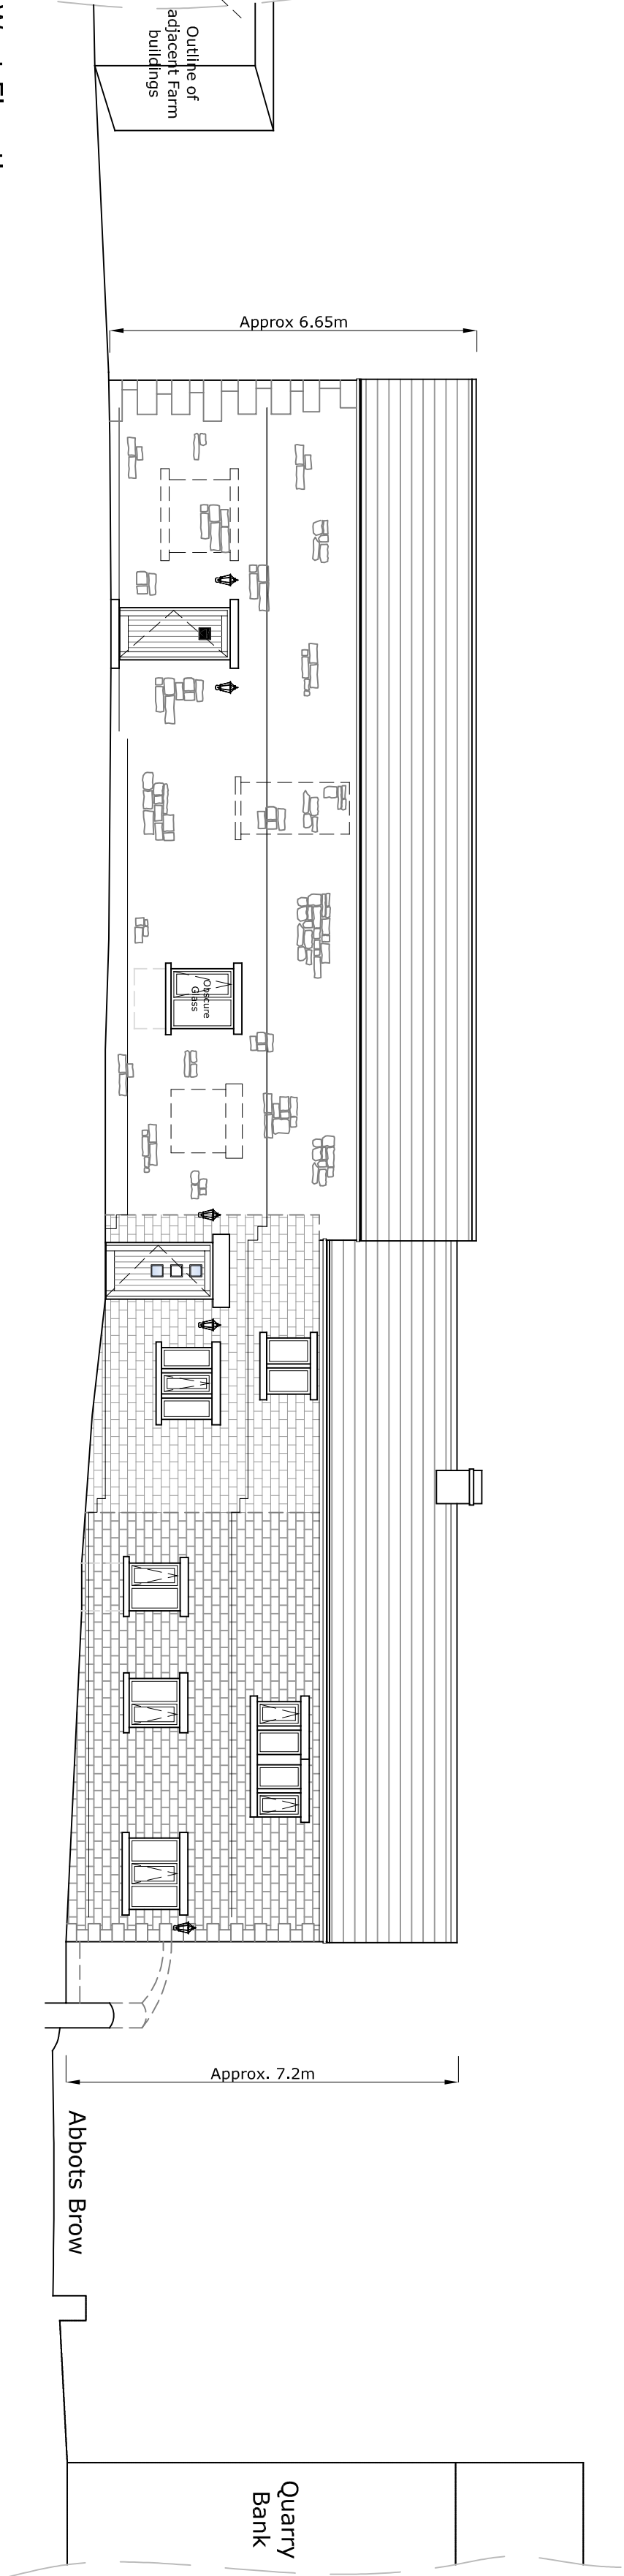 Outline of
adjacent Farm
buildings
Approx 6.65m
Obscure
Glass
Approx. 7.2m
Abbots Brow
Quarry
Bank